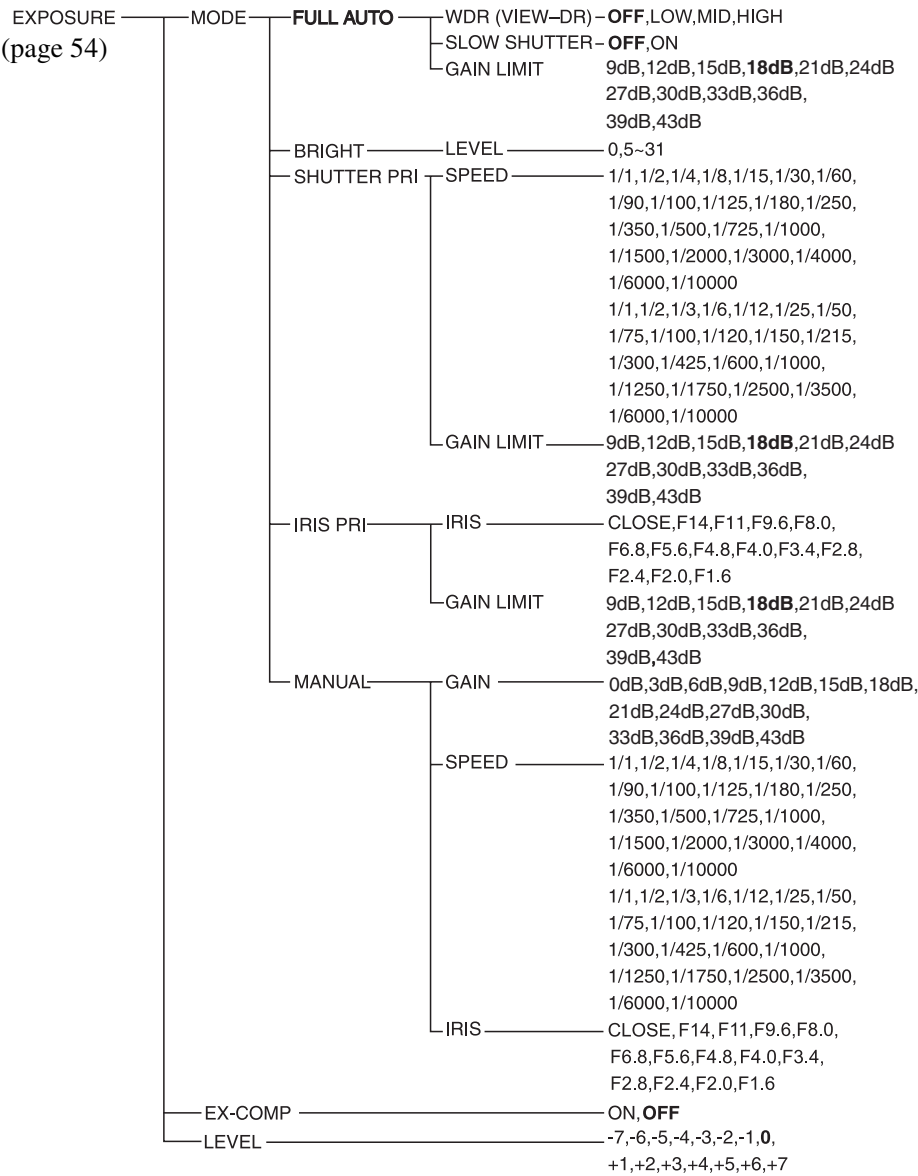 EXPOSURE MODE FULL AUTO WDR (VIEW–DR) OFF,LOW,MID,HIGH
(page 54)
SLOW SHUTTER OFF,ON
GAIN LIMIT 9dB,12dB,15dB,18dB,21dB,24dB
27dB,30dB,33dB,36dB,
39dB,43dB
BRIGHT LEVEL 0,5~31
SHUTTER PRI SPEED 1/1,1/2,1/4,1/8,1/15,1/30,1/60,
1/90,1/100,1/125,1/180,1/250,
1/350,1/500,1/725,1/1000,
1/1500,1/2000,1/3000,1/4000,
1/6000,1/10000
1/1,1/2,1/3,1/6,1/12,1/25,1/50,
1/75,1/100,1/120,1/150,1/215,
1/300,1/425,1/600,1/1000,
1/1250,1/1750,1/2500,1/3500,
1/6000,1/10000
GAIN LIMIT 9dB,12dB,15dB,18dB,21dB,24dB
27dB,30dB,33dB,36dB,
39dB,43dB
IRIS PRI IRIS CLOSE,F14,F11,F9.6,F8.0,
F6.8,F5.6,F4.8,F4.0,F3.4,F2.8,
F2.4,F2.0,F1.6
GAIN LIMIT 9dB,12dB,15dB,18dB,21dB,24dB
27dB,30dB,33dB,36dB,
39dB,43dB
MANUAL GAIN 0dB,3dB,6dB,9dB,12dB,15dB,18dB,
21dB,24dB,27dB,30dB,
33dB,36dB,39dB,43dB
SPEED 1/1,1/2,1/4,1/8,1/15,1/30,1/60,
1/90,1/100,1/125,1/180,1/250,
1/350,1/500,1/725,1/1000,
1/1500,1/2000,1/3000,1/4000,
1/6000,1/10000
1/1,1/2,1/3,1/6,1/12,1/25,1/50,
1/75,1/100,1/120,1/150,1/215,
1/300,1/425,1/600,1/1000,
1/1250,1/1750,1/2500,1/3500,
1/6000,1/10000
IRIS CLOSE,F14,F11,F9.6,F8.0,
F6.8,F5.6,F4.8,F4.0,F3.4,
F2.8,F2.4,F2.0,F1.6
EX-COMP ON,OFF
LEVEL -7,-6,-5,-4,-3,-2,-1,0,
+1,+2,+3,+4,+5,+6,+7